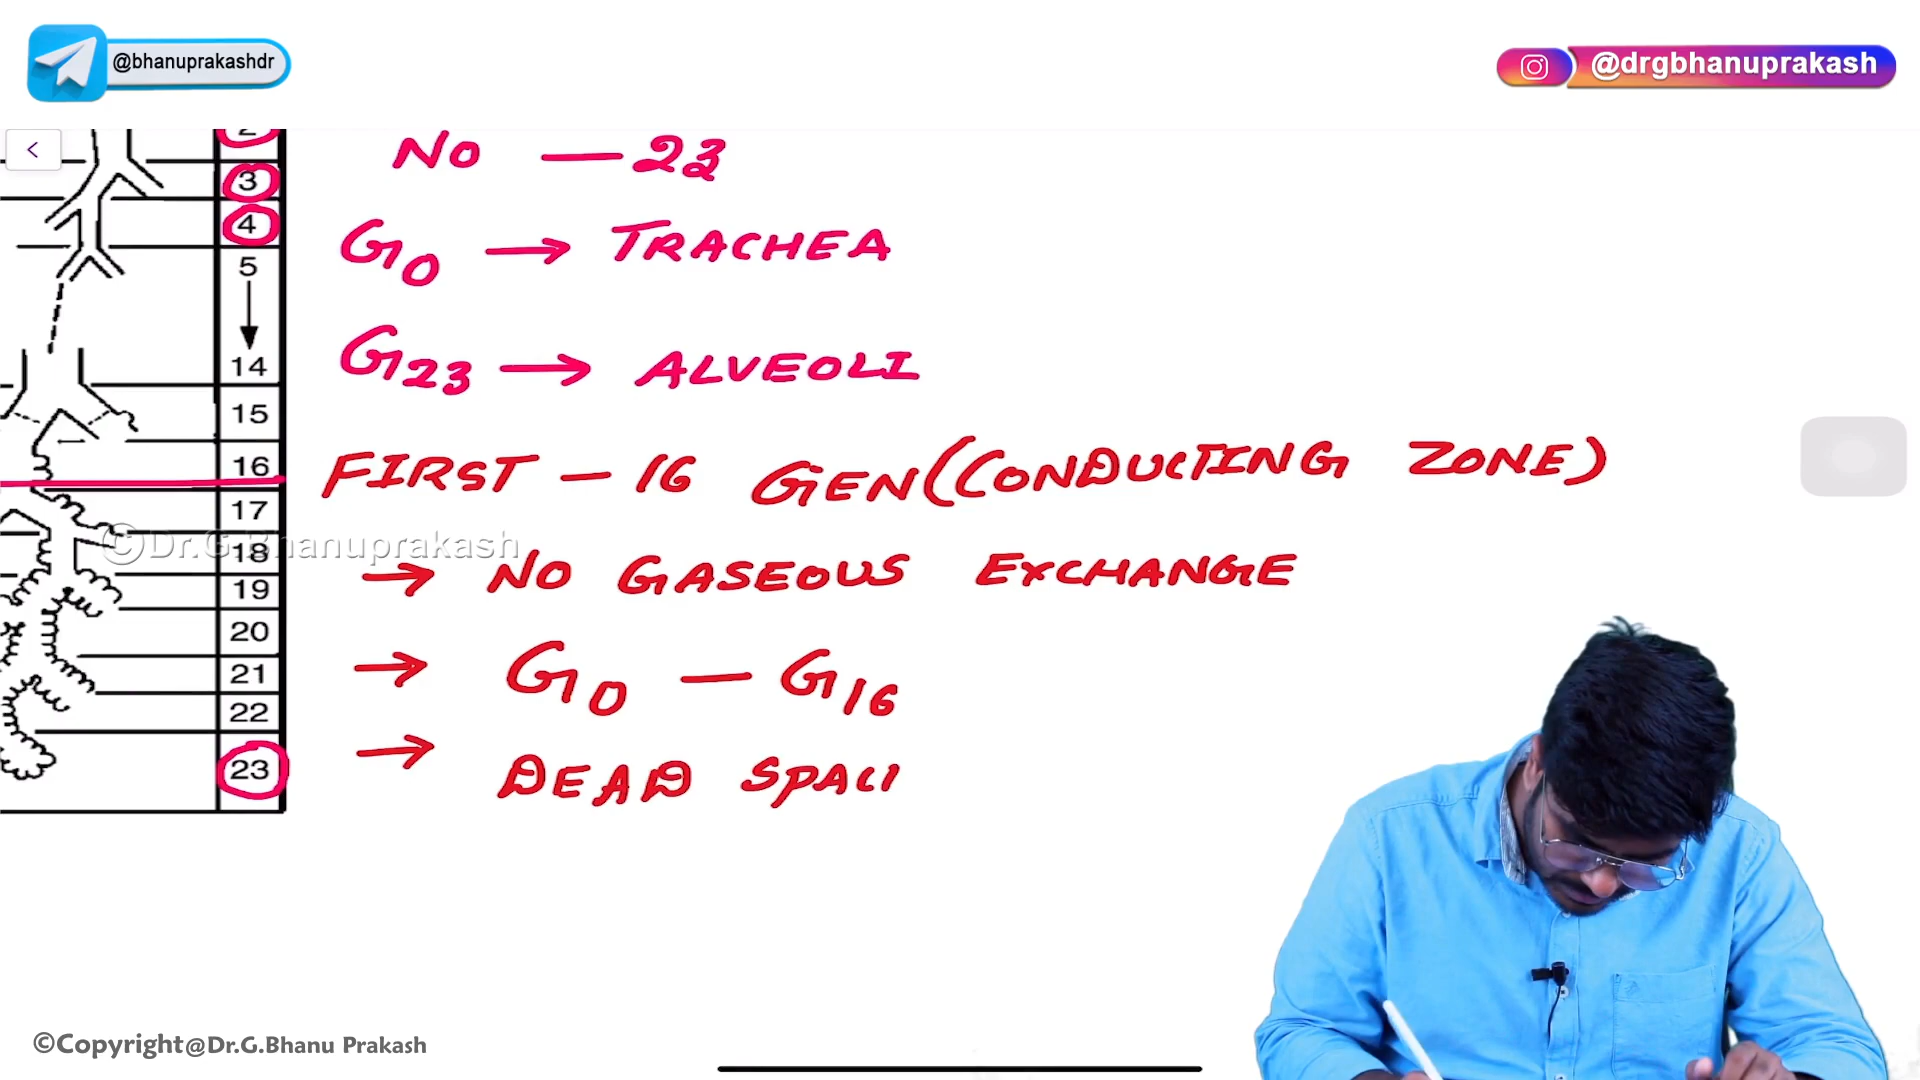 @bhanuprakashdr
@drgbhanuprakash
<
2
3
4
5
14
15
16
17
18
19
20
21
22
23
NO — 23
G0 → TRACHEA
G23 → ALVEOLI
FIRST - 16 GEN (CONDUCTING ZONE)
→ NO GASEOUS EXCHANGE
→ G0 — G16
→ DEAD SPAC
©Dr.G.Bhanuprakash
©Copyright@Dr.G.Bhanu Prakash